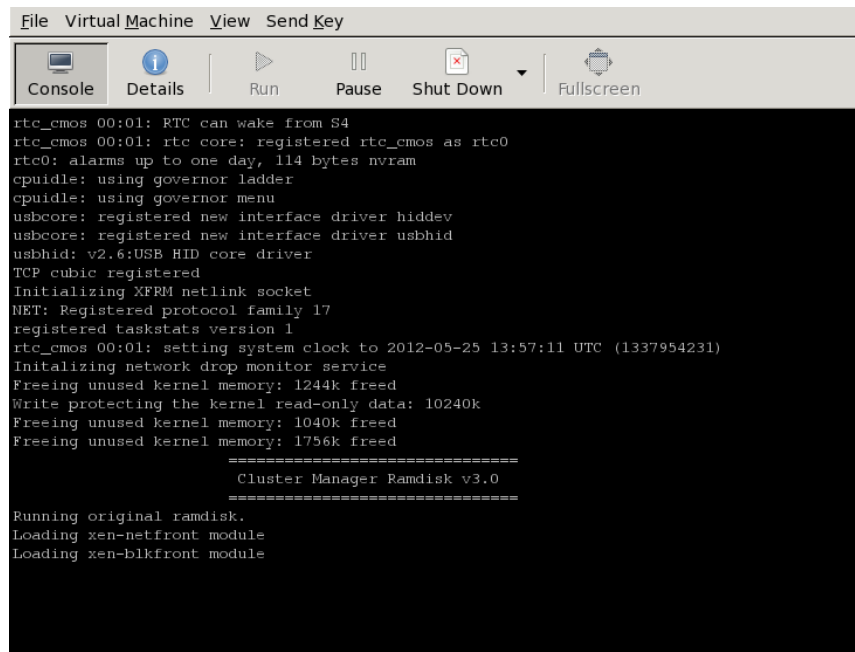 File Virtual Machine View Send Key
Console Details Run Pause Shut Down Fullscreen
rtc_cmos 00:01: RTC can wake from S4
rtc_cmos 00:01: rtc core: registered rtc_cmos as rtc0
rtc0: alarms up to one day, 114 bytes nvram
cpuidle: using governor ladder
cpuidle: using governor menu
usbcore: registered new interface driver hiddev
usbcore: registered new interface driver usbhid
usbhid: v2.6:USB HID core driver
TCP cubic registered
Initializing XFRM netlink socket
NET: Registered protocol family 17
registered taskstats version 1
rtc_cmos 00:01: setting system clock to 2012-05-25 13:57:11 UTC (1337954231)
Initalizing network drop monitor service
Freeing unused kernel memory: 1244k freed
Write protecting the kernel read-only data: 10240k
Freeing unused kernel memory: 1040k freed
Freeing unused kernel memory: 1756k freed
===============================
Cluster Manager Ramdisk v3.0
===============================
Running original ramdisk.
Loading xen-netfront module
Loading xen-blkfront module